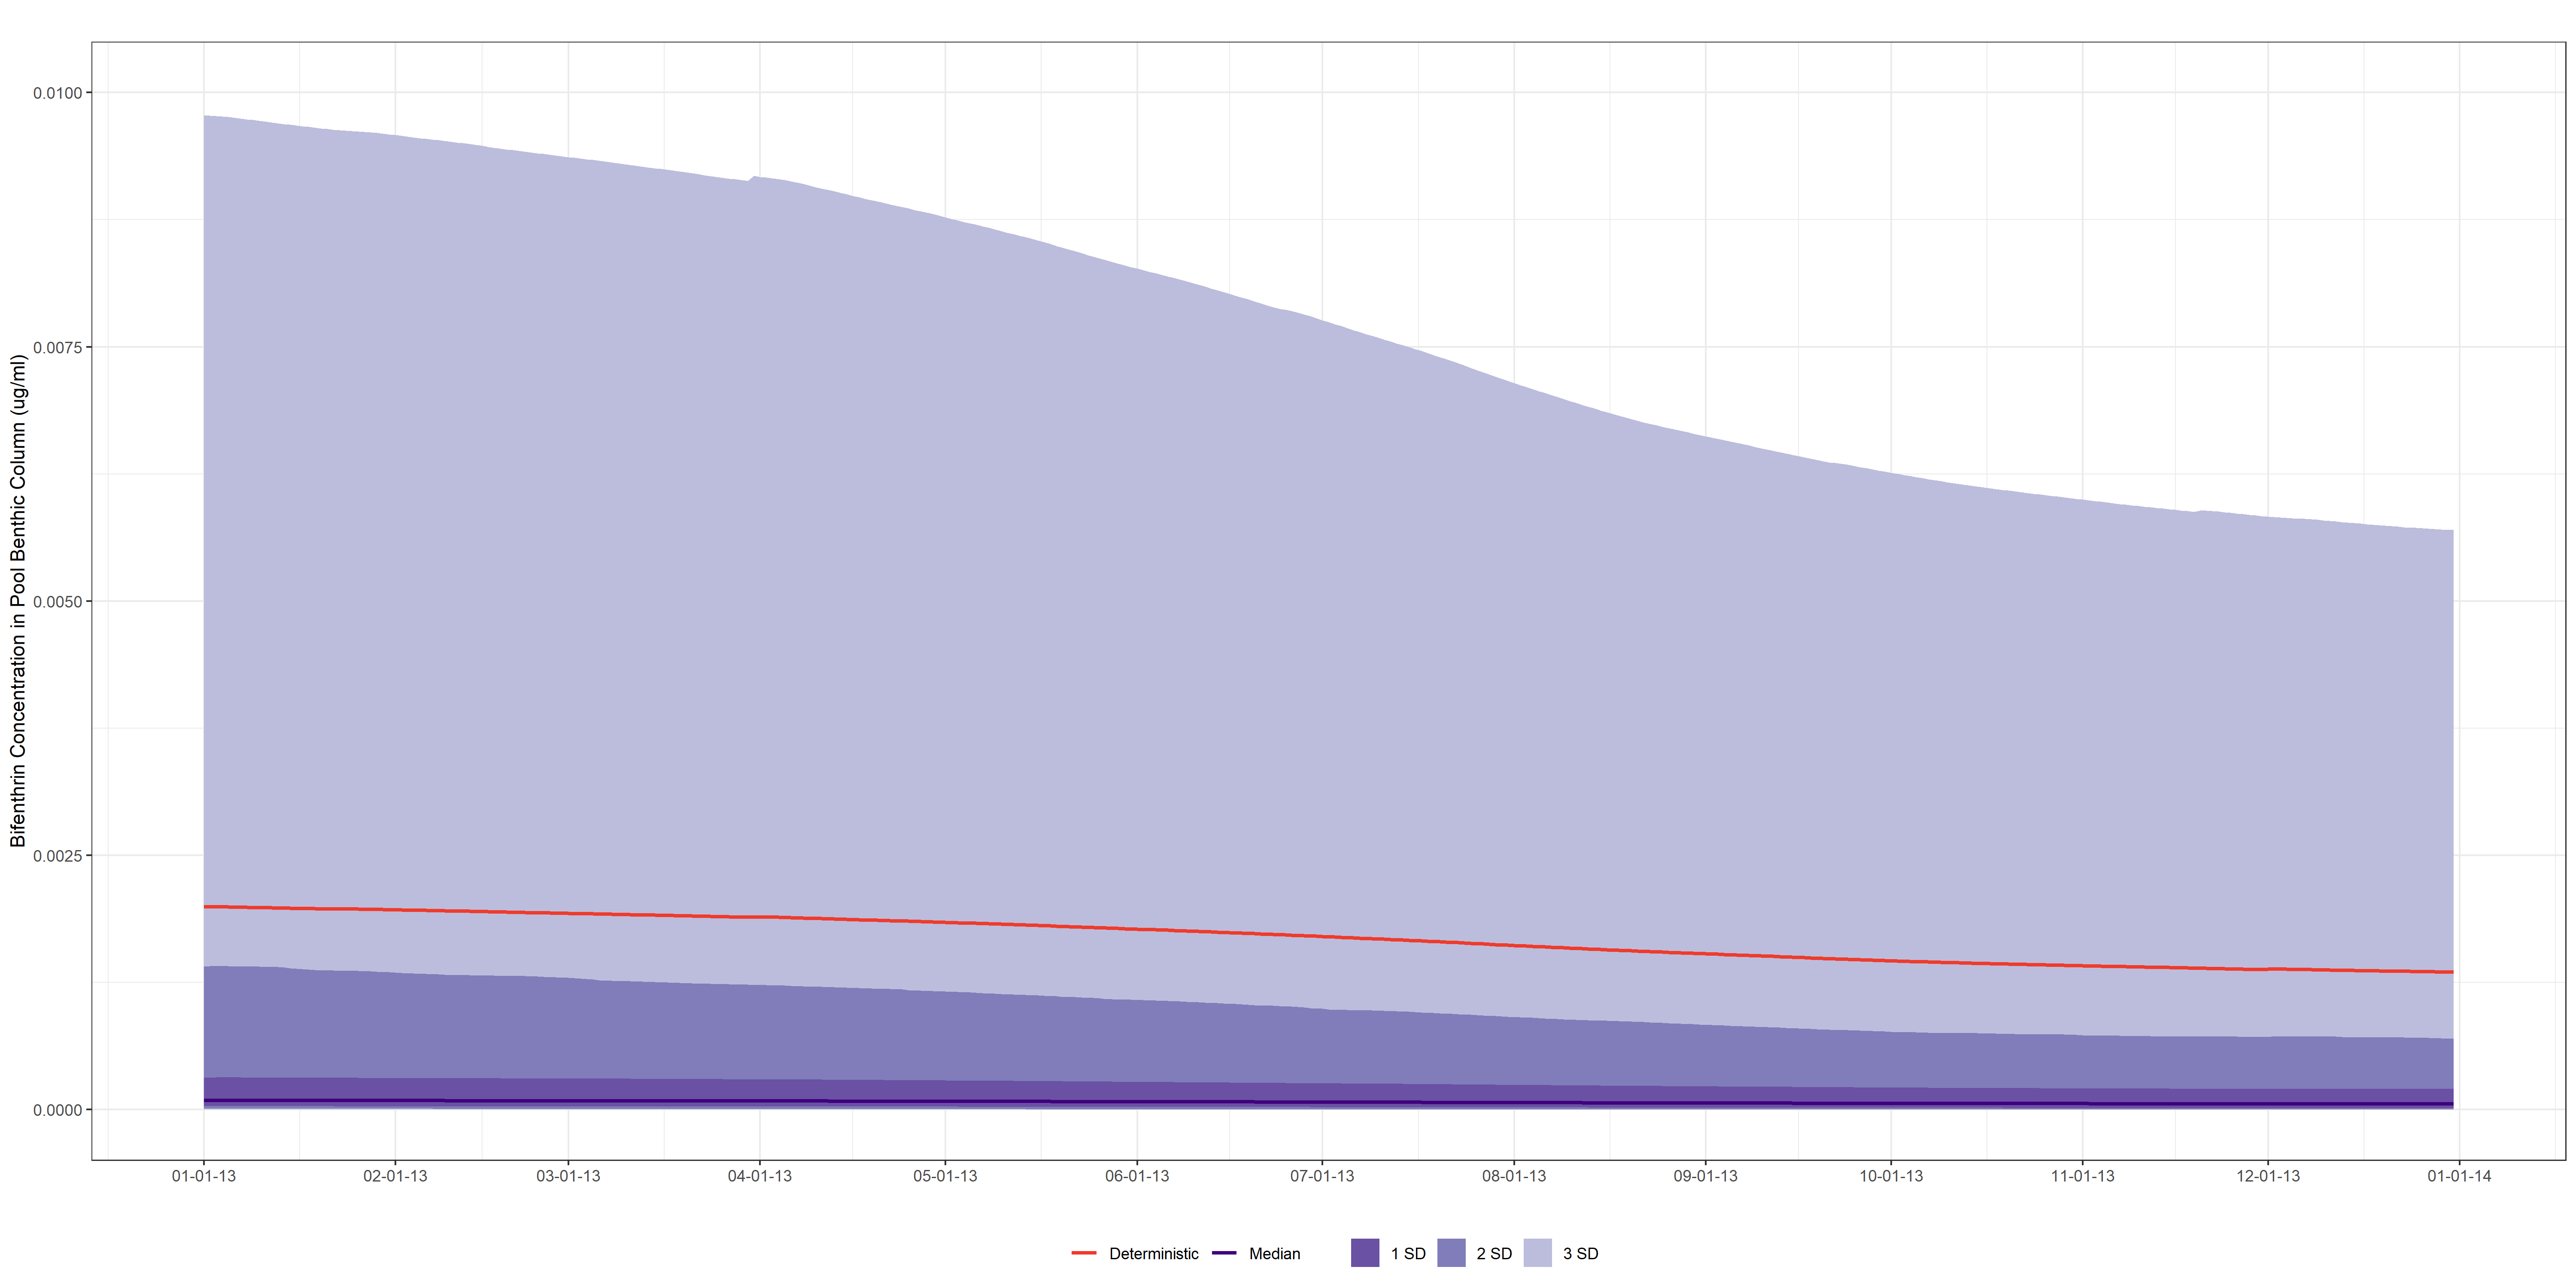 Bifenthrin Concentration in Pool Benthic Column (ug/ml)
0.0100
0.0075
0.0050
0.0025
0.0000
01-01-13 02-01-13 03-01-13 04-01-13 05-01-13 06-01-13 07-01-13 08-01-13 09-01-13 10-01-13 11-01-13 12-01-13 01-01-14
Deterministic Median 1 SD 2 SD 3 SD